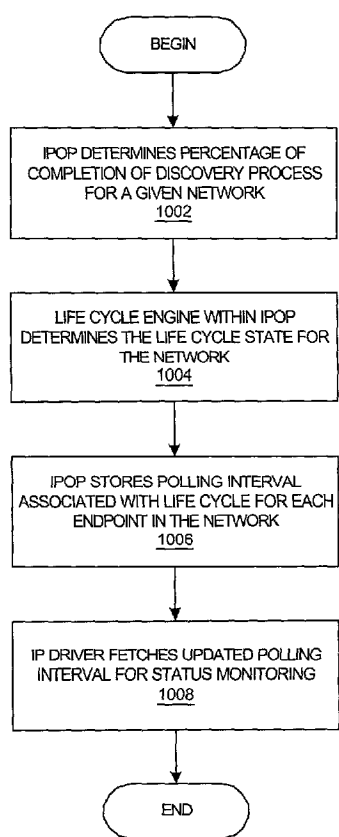 BEGIN
IPOP DETERMINES PERCENTAGE OF
COMPLETION OF DISCOVERY PROCESS
FOR A GIVEN NETWORK
1002
LIFE CYCLE ENGINE WITHIN IPOP
DETERMINES THE LIFE CYCLE STATE FOR
THE NETWORK
1004
IPOP STORES POLLING INTERVAL
ASSOCIATED WITH LIFE CYCLE FOR EACH
ENDPOINT IN THE NETWORK
1006
IP DRIVER FETCHES UPDATED POLLING
INTERVAL FOR STATUS MONITORING
1008
END